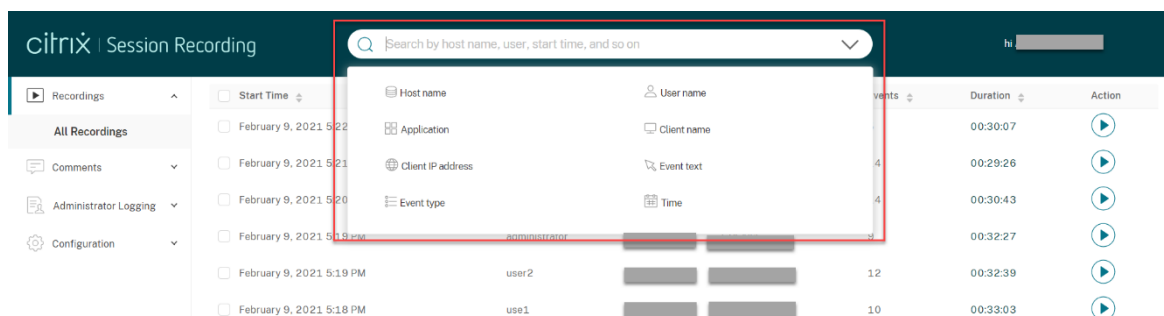 citrix | Session Recording
Search by host name, user, start time, and so on
hi
Recordings
Start Time
Host name
User name
Duration
Action
All Recordings
February 9, 2021 5:22
Application
Client name
00:30:07
Comments
February 9, 2021 5:21
Client IP address
Event text
4
00:29:26
Administrator Logging
February 9, 2021 5:20
Event type
Time
4
00:30:43
Configuration
February 9, 2021 5:19 PM
administrator
8
00:32:27
February 9, 2021 5:19 PM
user2
12
00:32:39
February 9, 2021 5:18 PM
use1
10
00:33:03